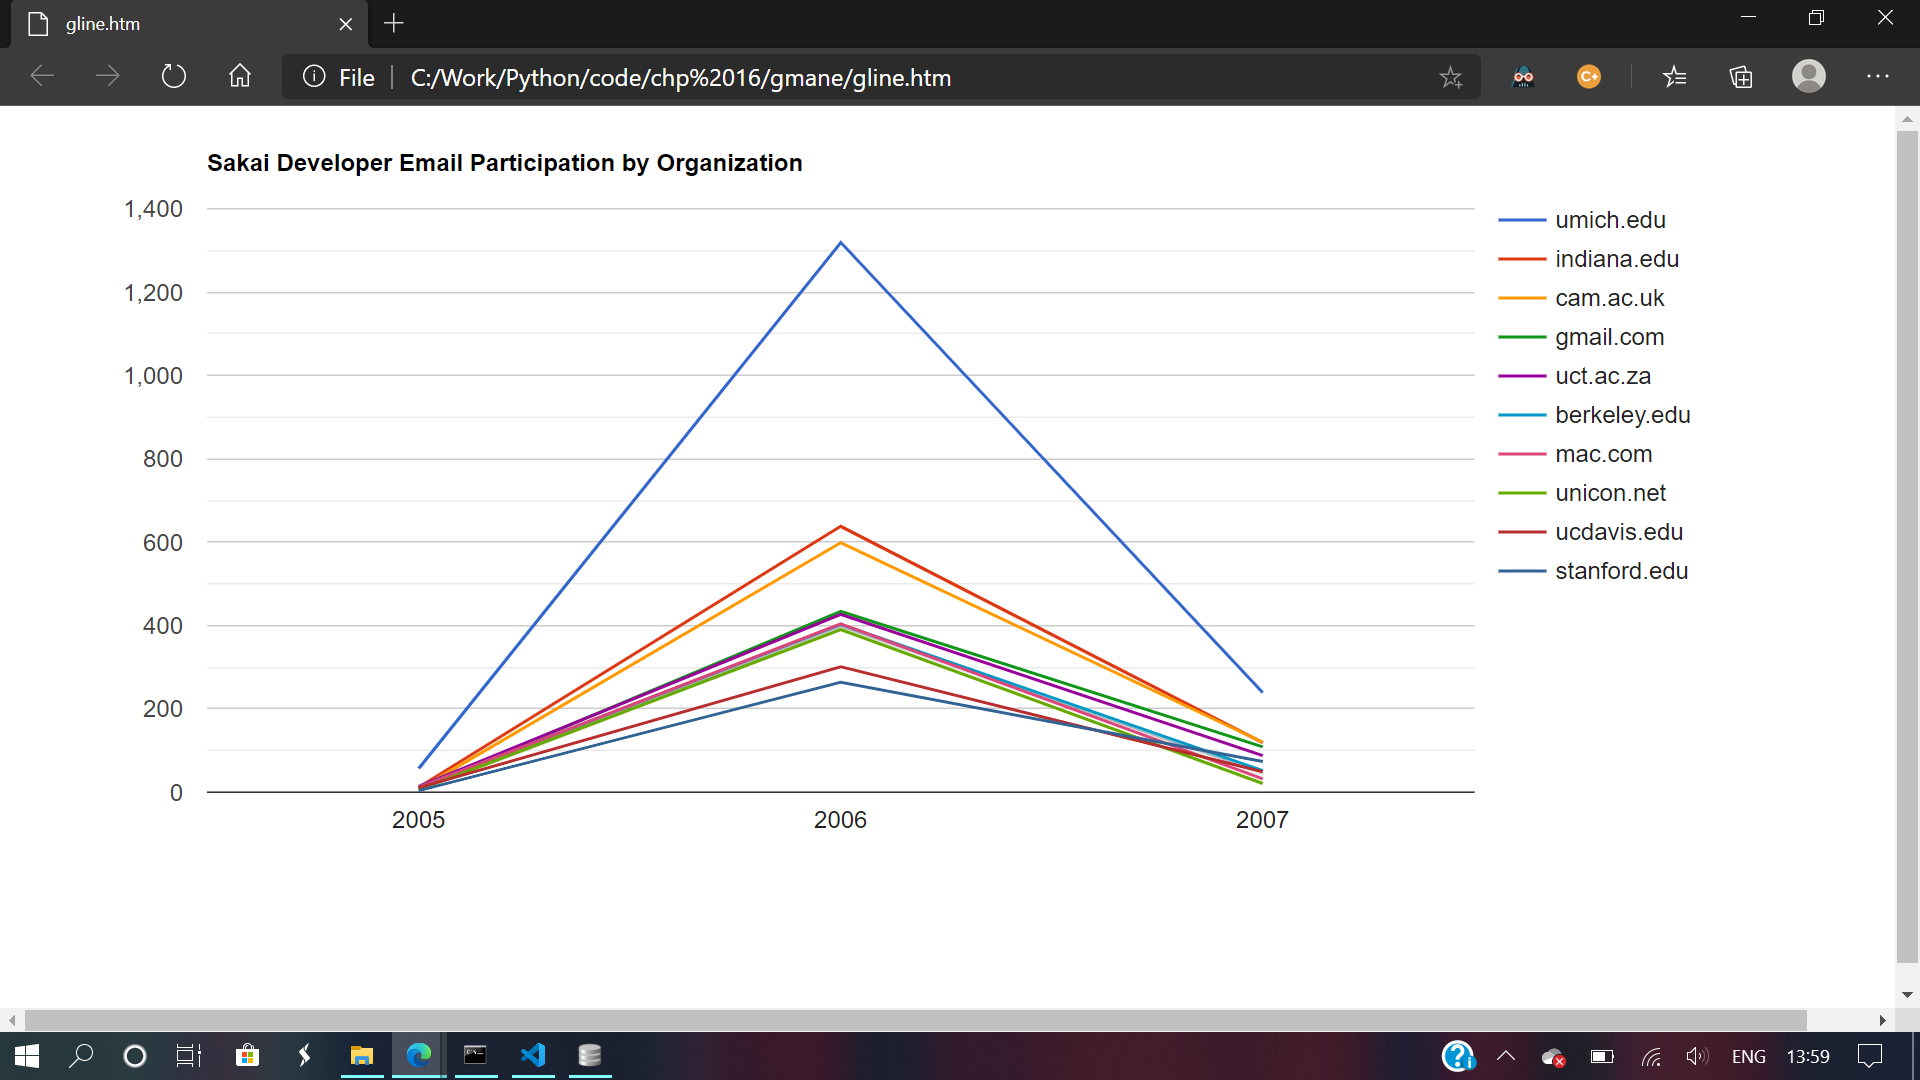 gline.htm
File C:/Work/Python/code/chp%2016/gmane/gline.htm
Sakai Developer Email Participation by Organization
1,400
1,200
1,000
800
600
400
200
0
2005 2006 2007
umich.edu
indiana.edu
cam.ac.uk
gmail.com
uct.ac.za
berkeley.edu
mac.com
unicon.net
ucdavis.edu
stanford.edu
ENG 13:59